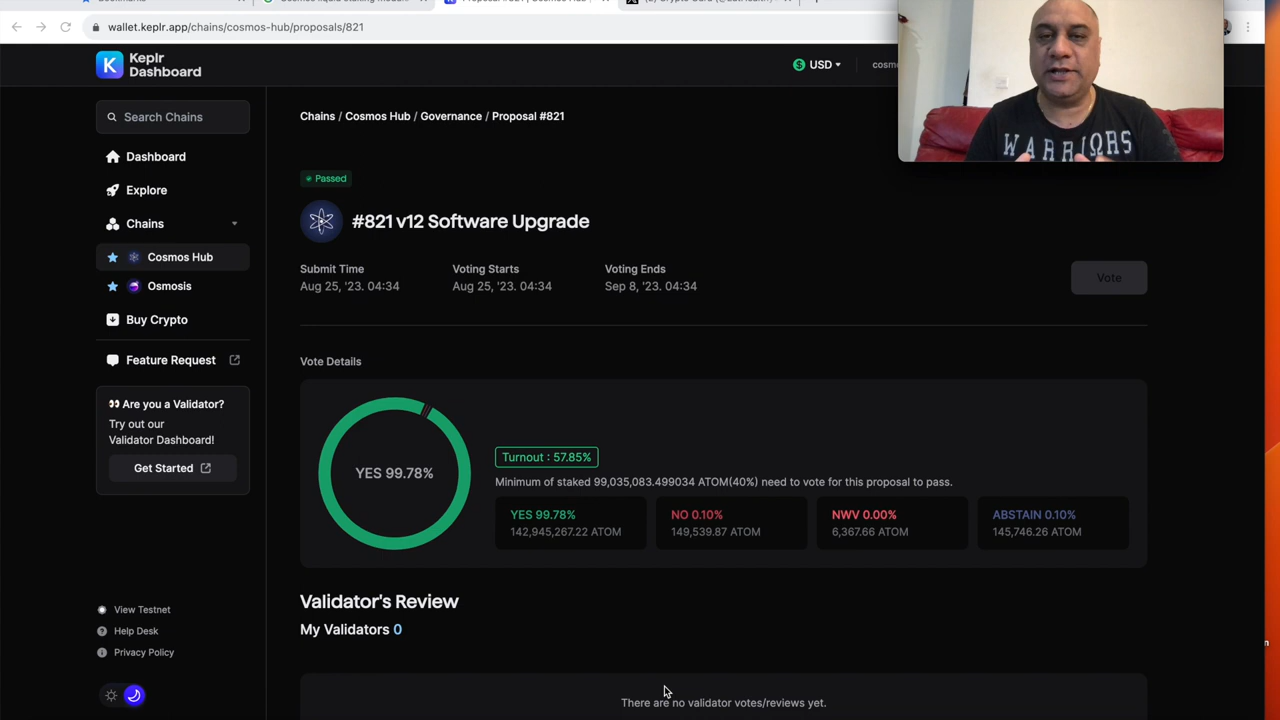 wallet.keplr.app/chains/cosmos-hub/proposals/821
K
Keplr
Dashboard
USD
WARRIORS
Search Chains
Dashboard
Explore
Chains
Cosmos Hub
Osmosis
Buy Crypto
Feature Request
👀 Are you a Validator?
Try out our
Validator Dashboard!
Get Started
View Testnet
Help Desk
Privacy Policy
Chains / Cosmos Hub / Governance / Proposal #821
Passed
#821 v12 Software Upgrade
Submit Time
Aug 25, '23. 04:34
Voting Starts
Aug 25, '23. 04:34
Voting Ends
Sep 8, '23. 04:34
Vote
Vote Details
YES 99.78%
Turnout : 57.85%
Minimum of staked 99,035,083.499034 ATOM(40%) need to vote for this proposal to pass.
YES 99.78%
142,945,267.22 ATOM
NO 0.10%
149,539.87 ATOM
NWV 0.00%
6,367.66 ATOM
ABSTAIN 0.10%
145,746.26 ATOM
Validator's Review
My Validators 0
There are no validator votes/reviews yet.